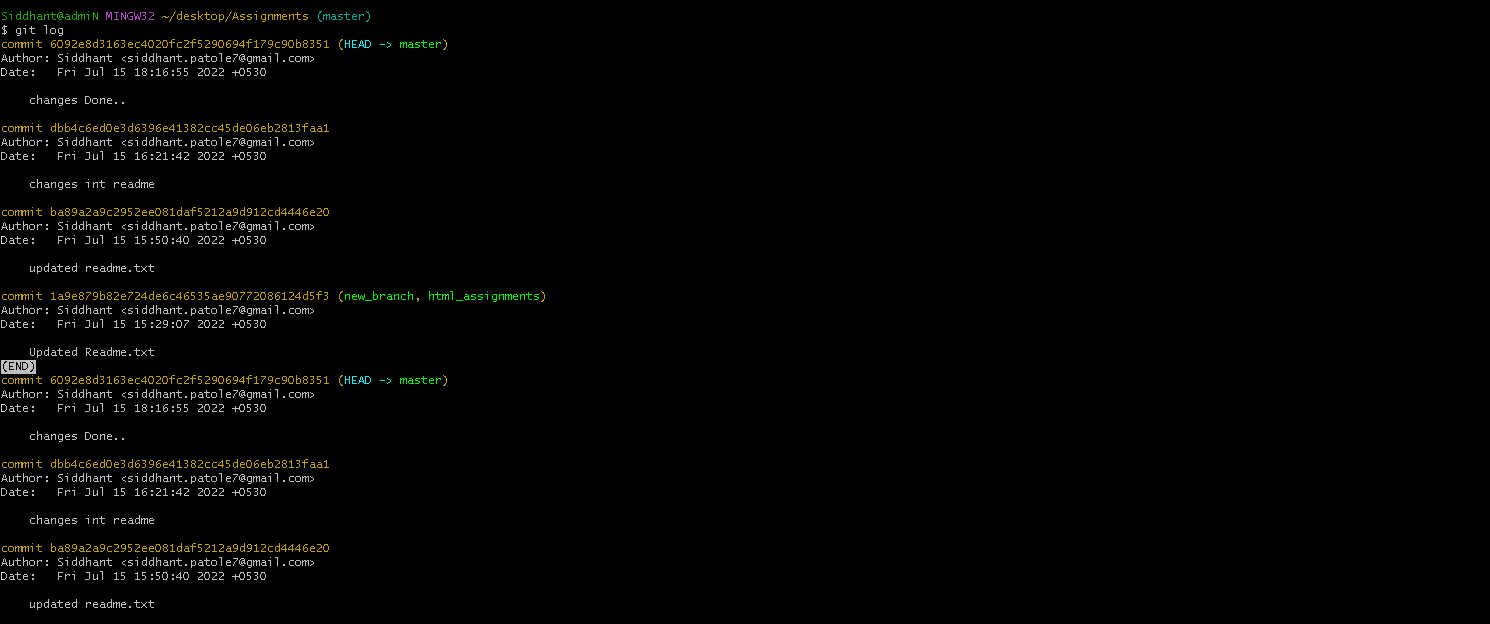 Siddhant@admiN MINGW32 ~/desktop/Assignments (master)
$ git log
commit 6092e8d3163ec4020fc2f5290694f179c90b8351 (HEAD -> master)
Author: Siddhant <siddhant.patole7@gmail.com>
Date:   Fri Jul 15 18:16:55 2022 +0530

    changes Done..

commit dbb4c6ed0e3d6396e41382cc45de06eb2813faa1
Author: Siddhant <siddhant.patole7@gmail.com>
Date:   Fri Jul 15 16:21:42 2022 +0530

    changes int readme

commit ba89a2a9c2952ee081daf5212a9d912cd4446e20
Author: Siddhant <siddhant.patole7@gmail.com>
Date:   Fri Jul 15 15:50:40 2022 +0530

    updated readme.txt

commit 1a9e879b82e724de6c46535ae90772086124d5f3 (new_branch, html_assignments)
Author: Siddhant <siddhant.patole7@gmail.com>
Date:   Fri Jul 15 15:29:07 2022 +0530

    Updated Readme.txt
(END)
commit 6092e8d3163ec4020fc2f5290694f179c90b8351 (HEAD -> master)
Author: Siddhant <siddhant.patole7@gmail.com>
Date:   Fri Jul 15 18:16:55 2022 +0530

    changes Done..

commit dbb4c6ed0e3d6396e41382cc45de06eb2813faa1
Author: Siddhant <siddhant.patole7@gmail.com>
Date:   Fri Jul 15 16:21:42 2022 +0530

    changes int readme

commit ba89a2a9c2952ee081daf5212a9d912cd4446e20
Author: Siddhant <siddhant.patole7@gmail.com>
Date:   Fri Jul 15 15:50:40 2022 +0530

    updated readme.txt